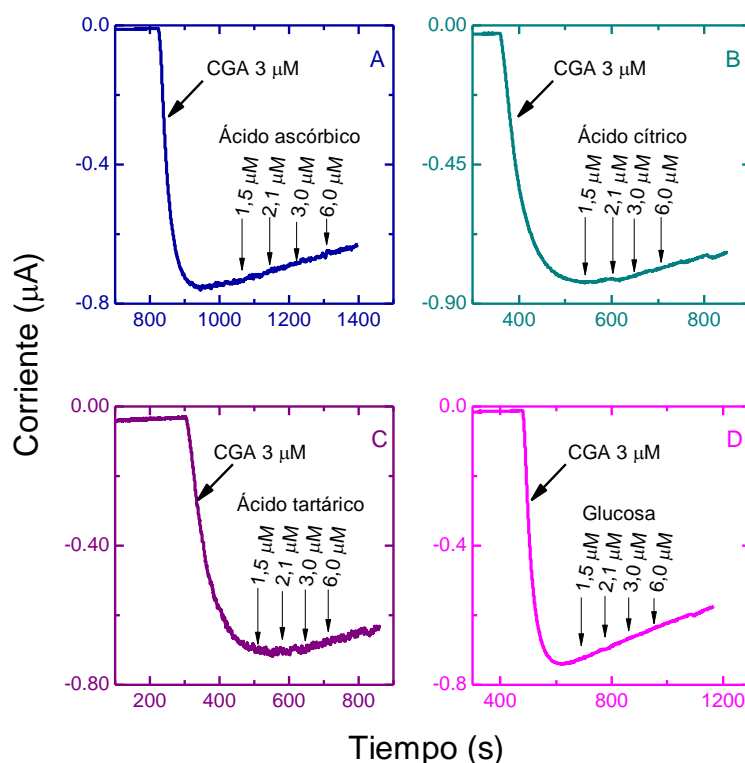 Corriente (μA)
A
CGA 3 μM
Ácido ascórbico
1,5 μM
2,1 μM
3,0 μM
6,0 μM
0.0
-0.4
-0.8
800 1000 1200 1400
B
CGA 3 μM
Ácido cítrico
1,5 μM
2,1 μM
3,0 μM
6,0 μM
0.00
-0.45
-0.90
400 600 800
C
CGA 3 μM
Ácido tartárico
1,5 μM
2,1 μM
3,0 μM
6,0 μM
0.00
-0.40
-0.80
200 400 600 800
D
CGA 3 μM
Glucosa
1,5 μM
2,1 μM
3,0 μM
6,0 μM
0.0
-0.4
-0.8
400 800 1200
Tiempo (s)